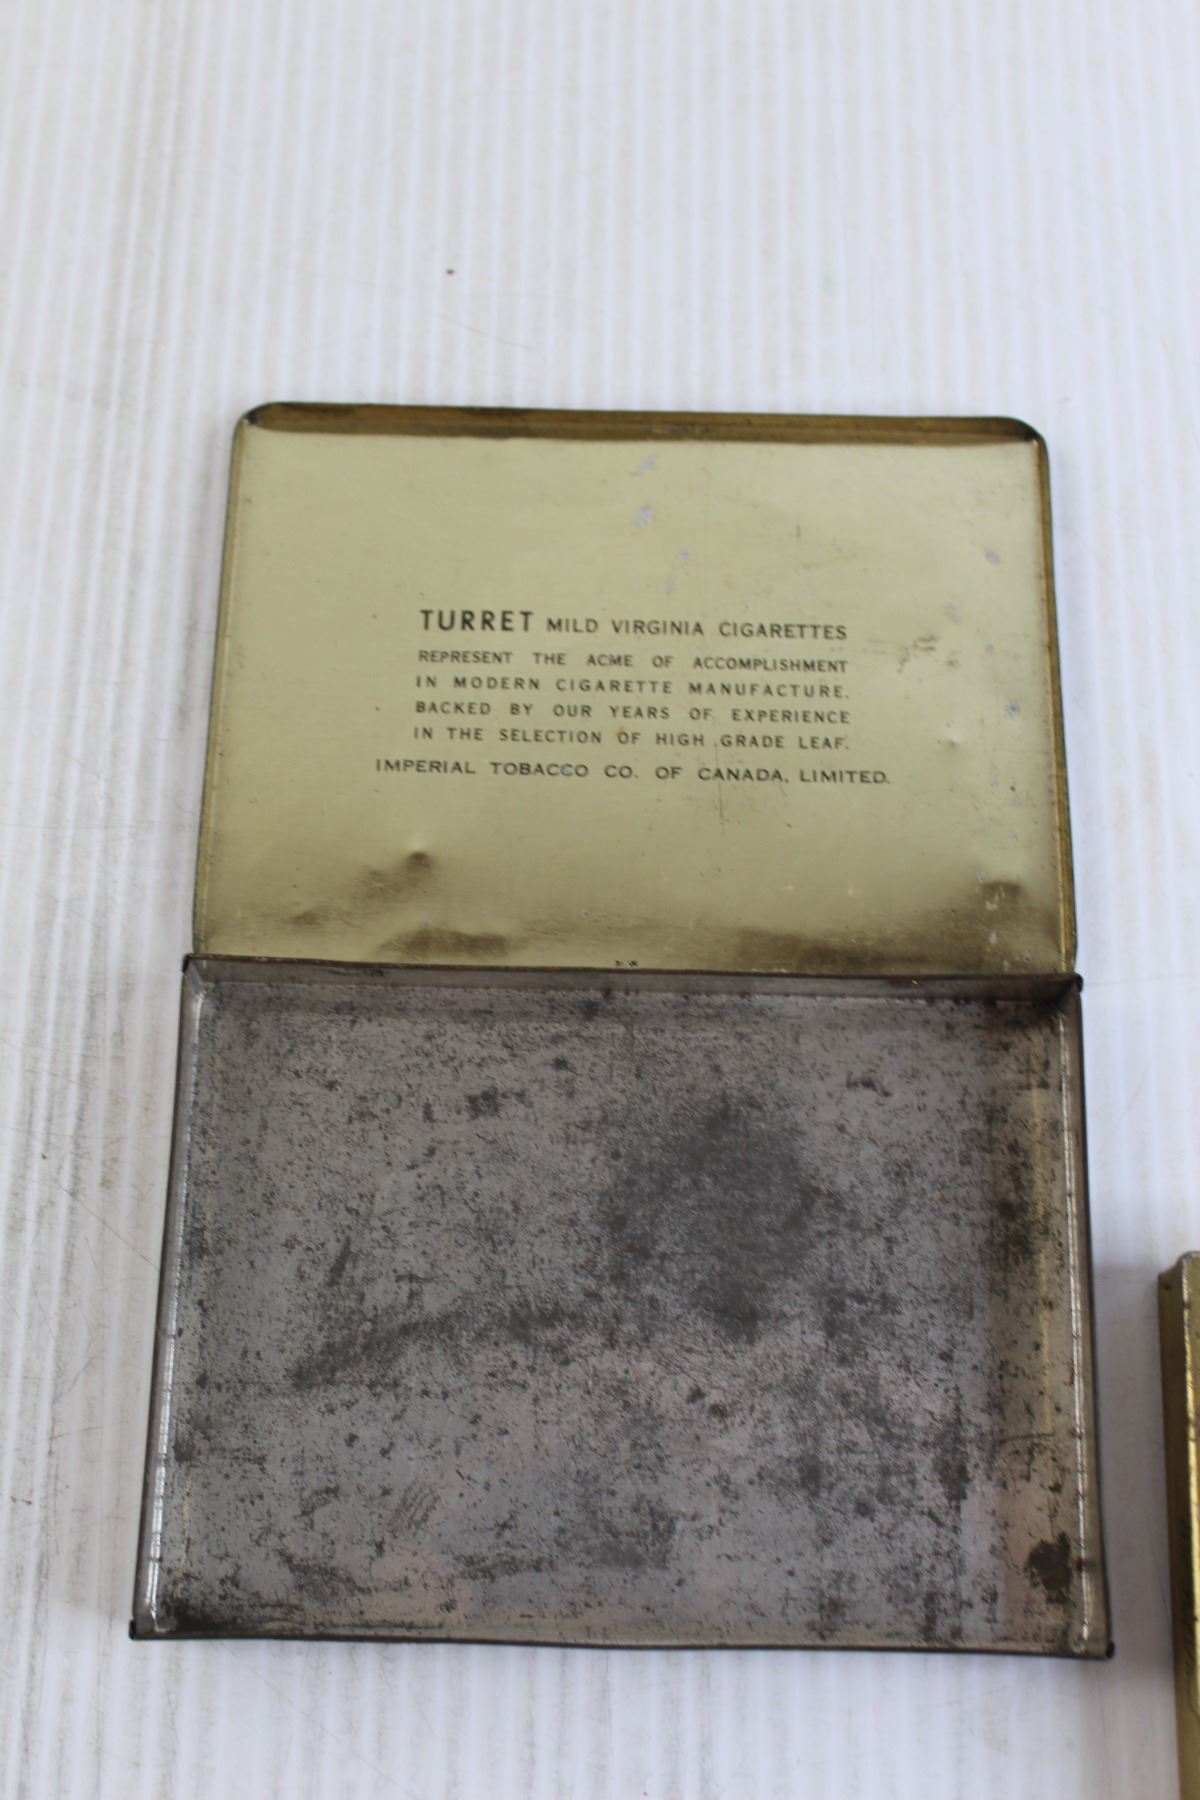 TURRET MILD VIRGINIA CIGARETTES
REPRESENT THE ACME OF ACCOMPLISHMENT
IN MODERN CIGARETTE MANUFACTURE,
BACKED BY OUR YEARS OF EXPERIENCE
IN THE SELECTION OF HIGH GRADE LEAF.
IMPERIAL TOBACCO CO. OF CANADA, LIMITED.